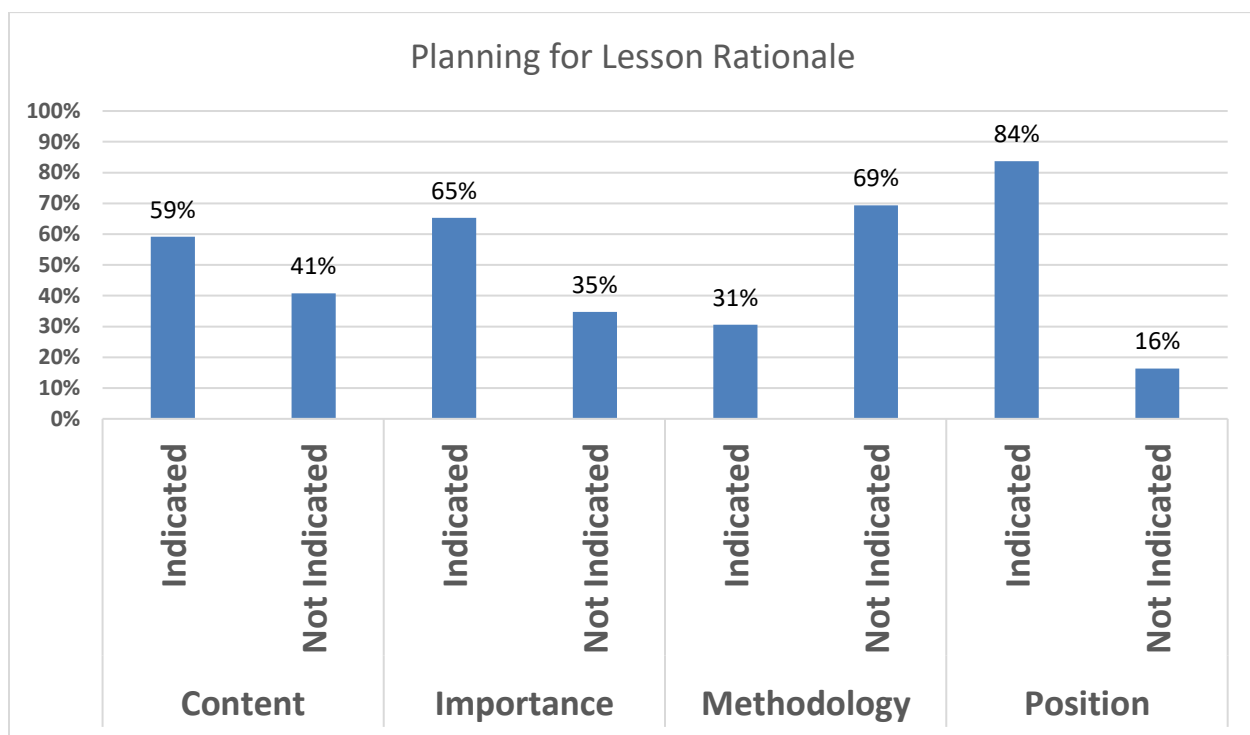 Planning for Lesson Rationale
100%
90%
80%
70%
60%
50%
40%
30%
20%
10%
0%
59%
41%
65%
35%
31%
69%
84%
16%
Indicated
Not Indicated
Indicated
Not Indicated
Indicated
Not Indicated
Indicated
Not Indicated
Content
Importance
Methodology
Position